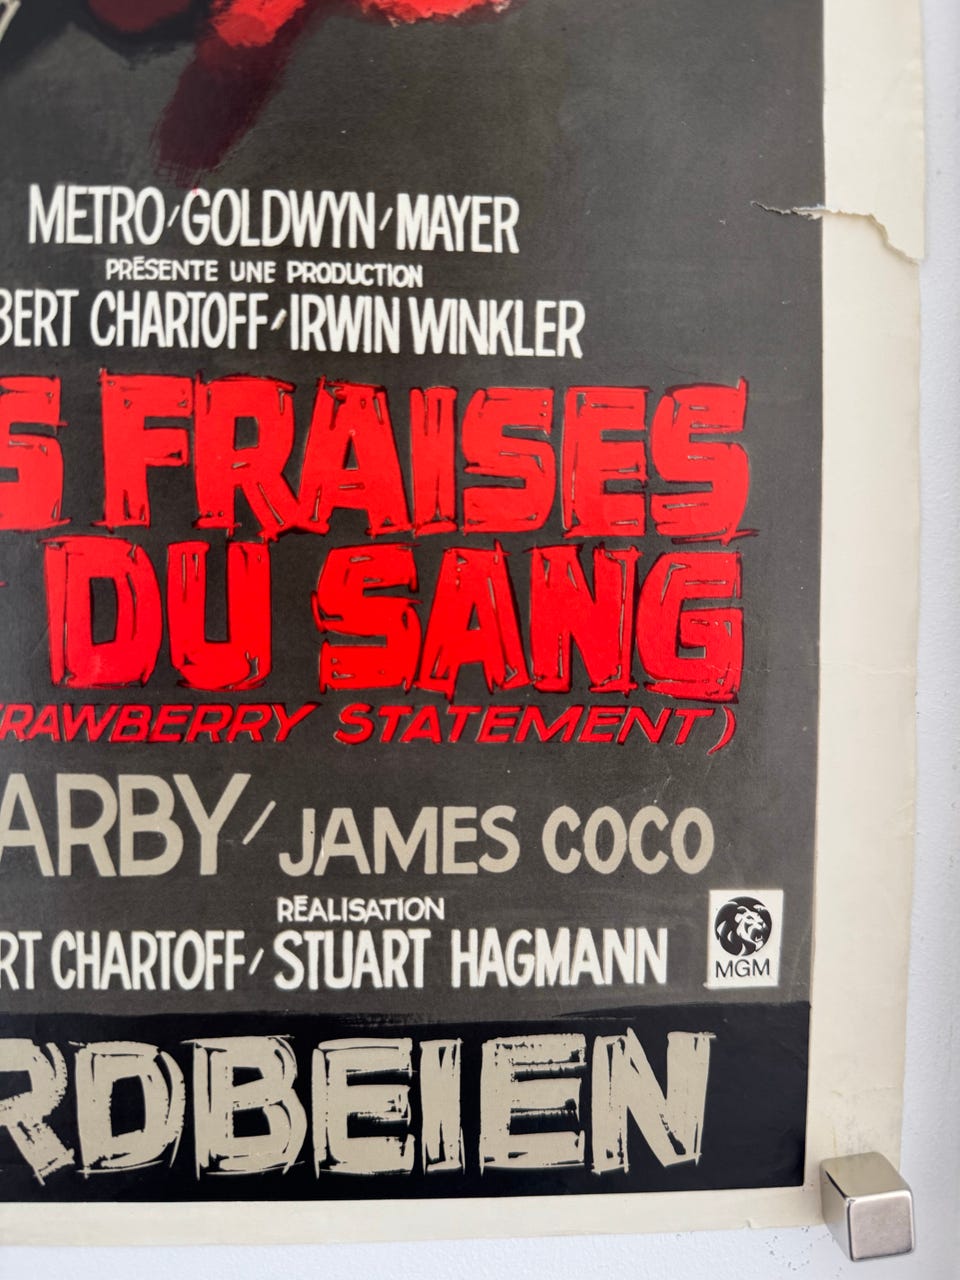 METRO-GOLDWYN-MAYER
PRÉSENTE UNE PRODUCTION
BERT CHARTOFF-IRWIN WINKLER
S FRAISES
DU SANG
RAWBERRY STATEMENT)
ARBY/JAMES COCO
RÉALISATION
RT CHARTOFF/STUART HAGMANN
MGM
RDBEIEN